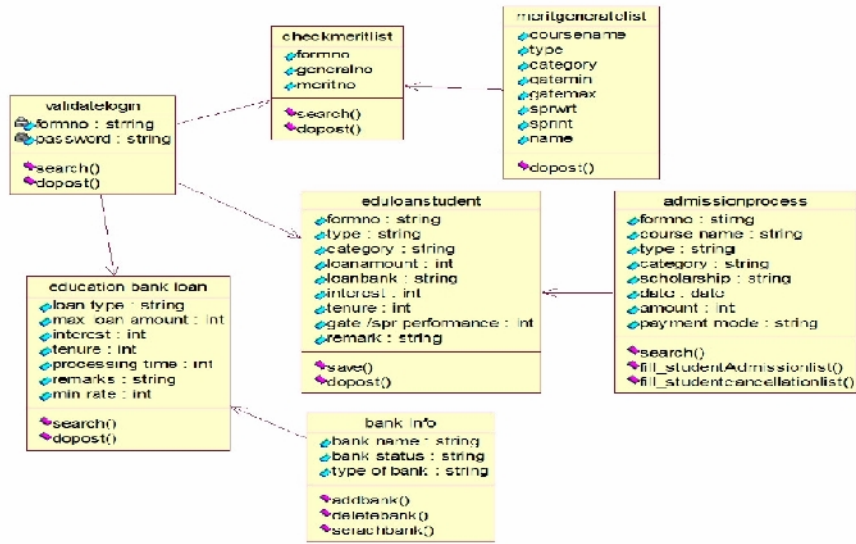 checkmeritlist
formno
generalno
meritno
search()
dopost()
meritgeneratelist
coursename
type
category
gatemin
gatemax
sprwrt
sprint
name
dopost()
validatelogin
formno : strring
password : string
search()
dopost()
eduloanstudent
formno : string
type : string
category : string
loanamount : int
loanbank : string
interest : int
tenure : int
gate /spr performance : int
remark : string
save()
dopost()
admissionprocess
formno : stirng
course name : string
type : string
category : string
scholarship : string
date : date
amount : int
payment mode : string
search()
fill_studentAdmissionlist()
fill_studentcancellationlist()
education bank loan
loan type : string
max loan amount : int
interest : int
tenure : int
processing time : int
remarks : string
min rate : int
search()
dopost()
bank info
bank name : string
bank status : string
type of bank : string
addbank()
deletebank()
serachbank()